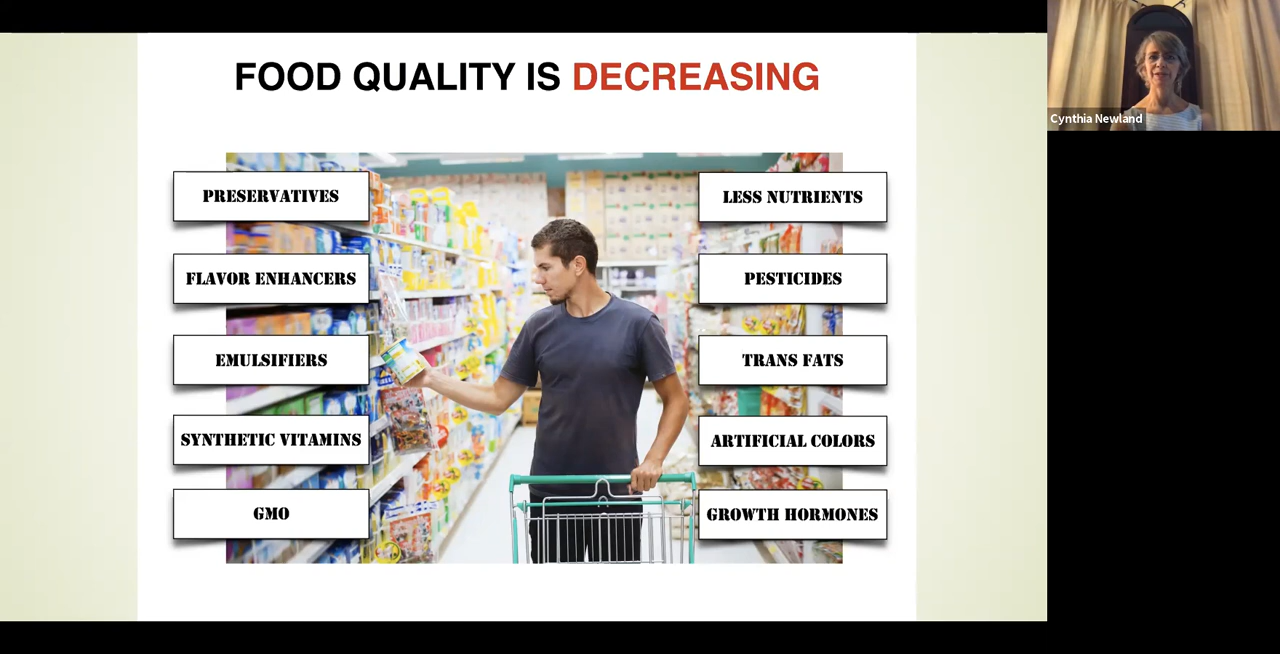 FOOD QUALITY IS DECREASING
PRESERVATIVES
FLAVOR ENHANCERS
EMULSIFIERS
SYNTHETIC VITAMINS
GMO
LESS NUTRIENTS
PESTICIDES
TRANS FATS
ARTIFICIAL COLORS
GROWTH HORMONES
Cynthia Newland